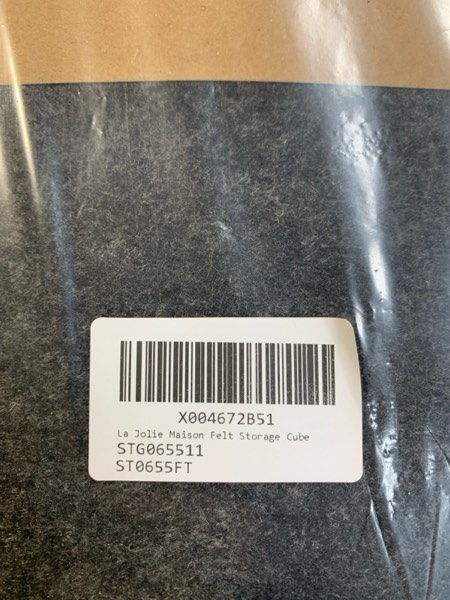 X004672B51
La Jolie Maison Felt Storage Cube
STG065511
ST0655FT